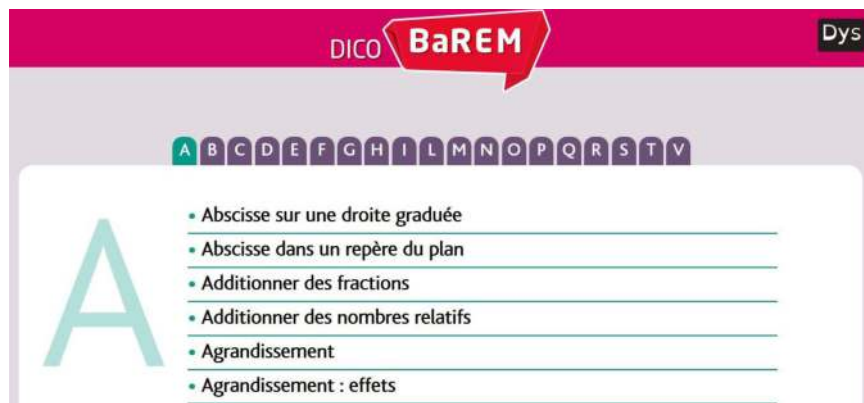 DICO BaREM
Dys
A B C D E F G H I L M N O P Q R S T V
A
• Abscisse sur une droite graduée
• Abscisse dans un repère du plan
• Additionner des fractions
• Additionner des nombres relatifs
• Agrandissement
• Agrandissement : effets